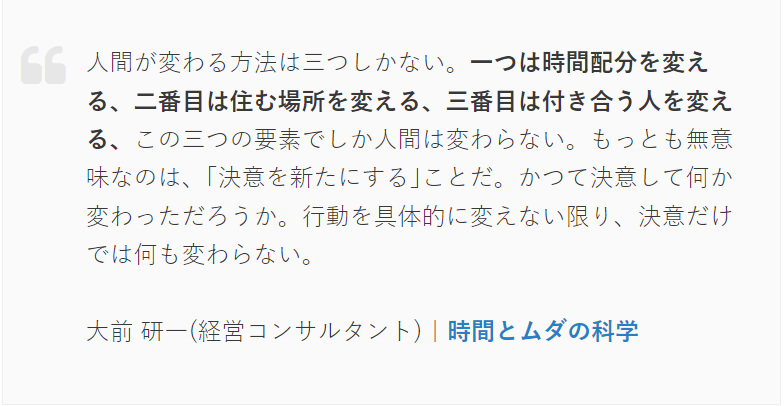 人間が変わる方法は三つしかない。一つは時間配分を変え
る、二番目は住む場所を変える、三番目は付き合う人を変え
る、この三つの要素でしか人間は変わらない。もっとも無意
味なのは、「決意を新たにする」ことだ。かつて決意して何か
変わっただろうか。行動を具体的に変えない限り、決意だけ
では何も変わらない。
大前 研一(経営コンサルタント)｜時間とムダの科学